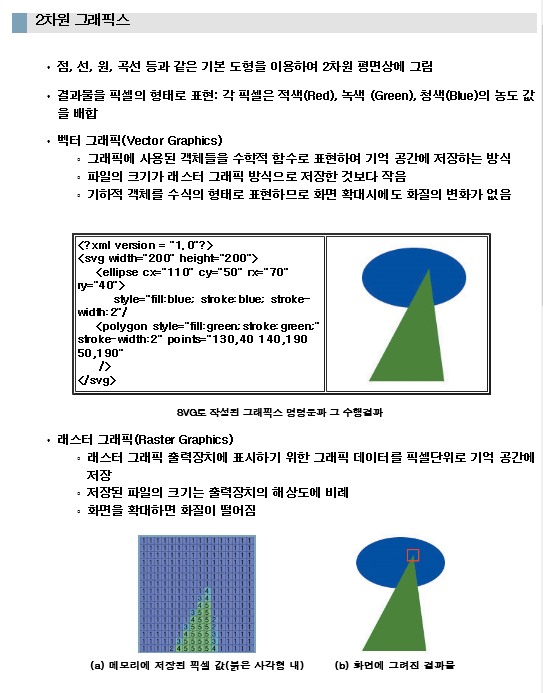 2차원 그래픽스
• 점, 선, 원, 곡선 등과 같은 기본 도형을 이용하여 2차원 평면상에 그림
• 결과물을 픽셀의 형태로 표현: 각 픽셀은 적색(Red), 녹색 (Green), 청색(Blue)의 농도 값
을 배합
• 벡터 그래픽(Vector Graphics)
◦ 그래픽에 사용된 객체들을 수학적 함수로 표현하여 기억 공간에 저장하는 방식
◦ 파일의 크기가 래스터 그래픽 방식으로 저장한 것보다 작음
◦ 기하적 객체를 수식의 형태로 표현하므로 화면 확대시에도 화질의 변화가 없음
<?xml version = "1.0"?>
<svg width="200" height="200">
<ellipse cx="110" cy="50" rx="70"
ry="40">
style="fill:blue; stroke:blue; stroke-
width:2"/
<polygon style="fill:green;stroke:green;"
stroke-width:2" points="130,40 140,190
50,190"
/>
</svg>
SVG로 작성된 그래픽스 명령문과 그 수행결과
• 래스터 그래픽(Raster Graphics)
◦ 래스터 그래픽 출력장치에 표시하기 위한 그래픽 데이터를 픽셀단위로 기억 공간에
저장
◦ 저장된 파일의 크기는 출력장치의 해상도에 비례
◦ 화면을 확대하면 화질이 떨어짐
(a) 메모리에 저장된 픽셀 값(붉은 사각형 내)
(b) 화면에 그려진 결과물